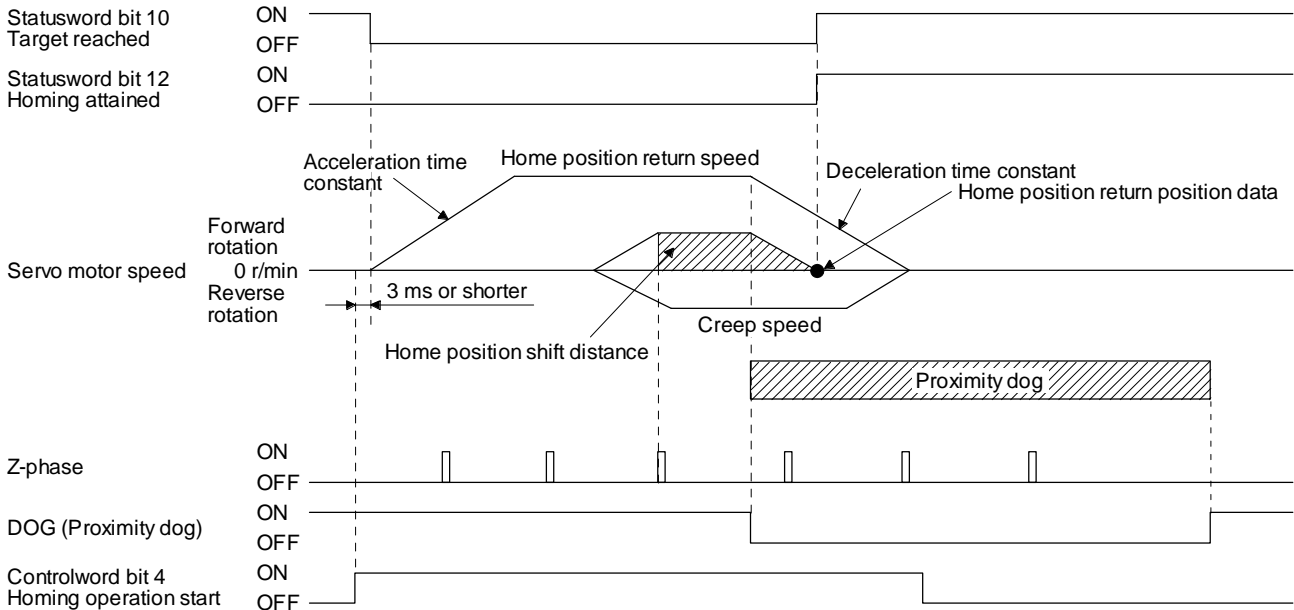 Statusword bit 10
Target reached
ON
OFF
Statusword bit 12
Homing attained
ON
OFF
Acceleration time
constant
Home position return speed
Deceleration time constant
Home position return position data
Forward
rotation
Servo motor speed
0 r/min
Reverse
rotation
3 ms or shorter
Creep speed
Home position shift distance
Proximity dog
Z-phase
ON
OFF
DOG (Proximity dog)
ON
OFF
Controlword bit 4
Homing operation start
ON
OFF